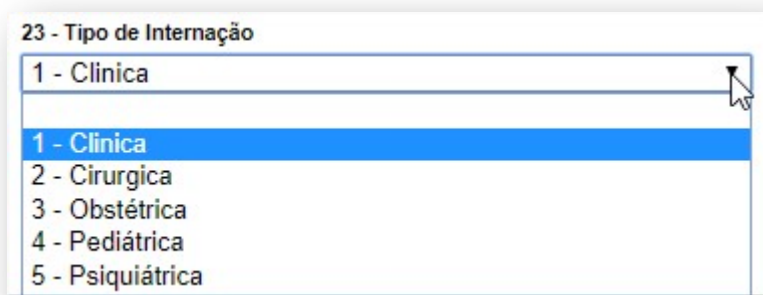 23 - Tipo de Internação
1 - Clinica
1 - Clinica
2 - Cirurgica
3 - Obstétrica
4 - Pediátrica
5 - Psiquiátrica